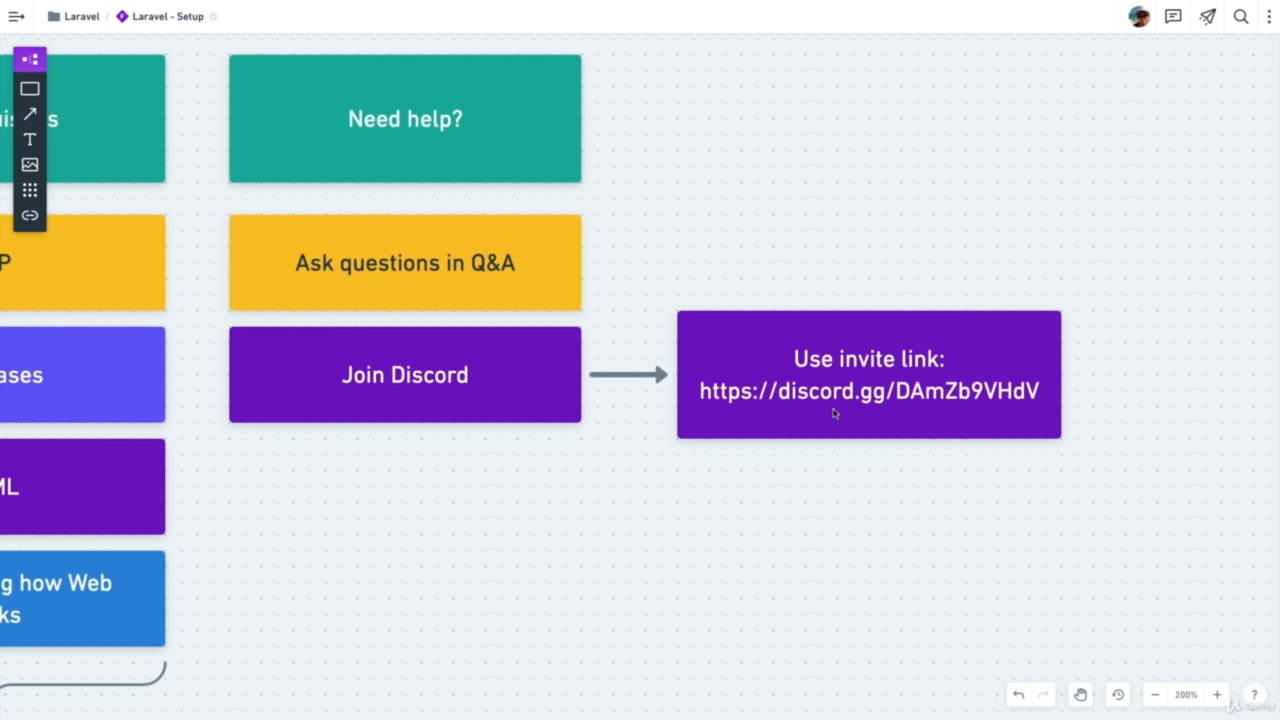 Laravel / Laravel - Setup
Need help?
P
Ask questions in Q&A
ases
Join Discord
Use invite link:
https://discord.gg/DAmZb9VHdV
ML
g how Web
ks
200%